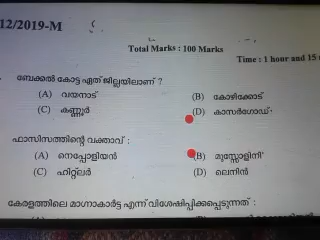 12/2019-M
Total Marks : 100 Marks
Time : 1 hour and 15
ബേക്കൽ കോട്ട ഏത് ജില്ലയിലാണ് ?
(A) വയനാട് (B) കോഴിക്കോട്
(C) കണ്ണൂർ (D) കാസർഗോഡ്
ഫാസിസത്തിന്റെ വക്താവ് :
(A) നെപ്പോളിയൻ (B) മുസ്സോളിനി
(C) ഹിറ്റ്ലർ (D) ലെനിൻ
കേരളത്തിലെ മാഗ്നാകാർട്ട എന്ന് വിശേഷിപ്പിക്കപ്പെടുന്നത് :